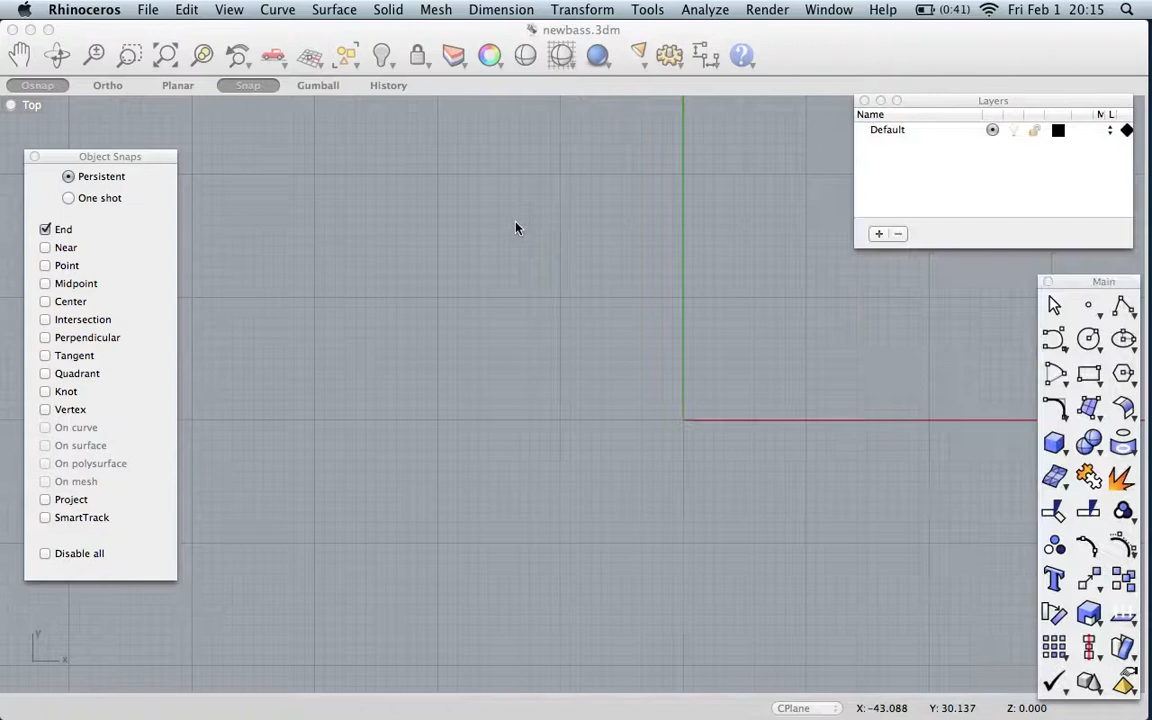 Rhinoceros File Edit View Curve Surface Solid Mesh Dimension Transform Tools Analyze Render Window Help (0:41) Fri Feb 1 20:15
newbass.3dm
Osnap Ortho Planar Snap Gumball History
Top
Layers
Name M L
Default
+ −
Object Snaps
Persistent
One shot
End
Near
Point
Midpoint
Center
Intersection
Perpendicular
Tangent
Quadrant
Knot
Vertex
On curve
On surface
On polysurface
On mesh
Project
SmartTrack
Disable all
Main
T
y
x
CPlane X: -43.088 Y: 30.137 Z: 0.000